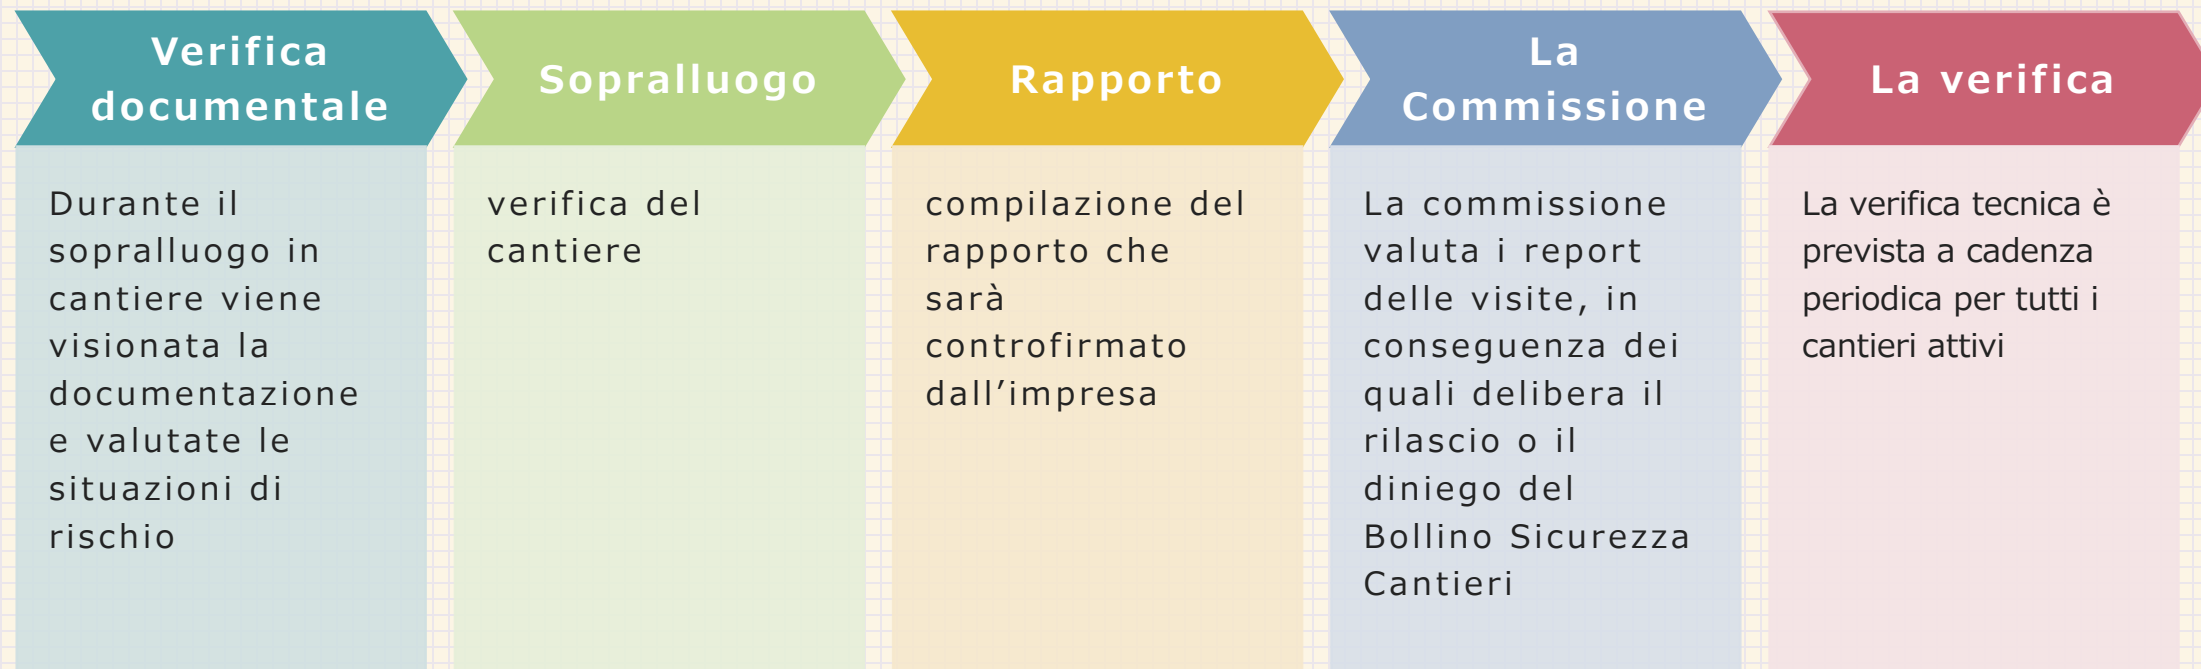 Verifica
documentale
Durante il
sopralluogo in
cantiere viene
visionata la
documentazione
e valutate le
situazioni di
rischio
Sopralluogo
verifica del
cantiere
Rapporto
compilazione del
rapporto che
sarà
controfirmato
dall’impresa
La
Commissione
La commissione
valuta i report
delle visite, in
conseguenza dei
quali delibera il
rilascio o il
diniego del
Bollino Sicurezza
Cantieri
La verifica
La verifica tecnica è
prevista a cadenza
periodica per tutti i
cantieri attivi